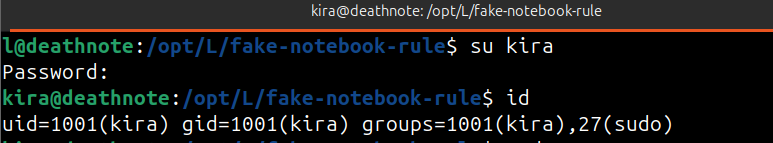 kira@deathnote: /opt/L/fake-notebook-rule
l@deathnote:/opt/L/fake-notebook-rule$ su kira
Password:
kira@deathnote:/opt/L/fake-notebook-rule$ id
uid=1001(kira) gid=1001(kira) groups=1001(kira),27(sudo)